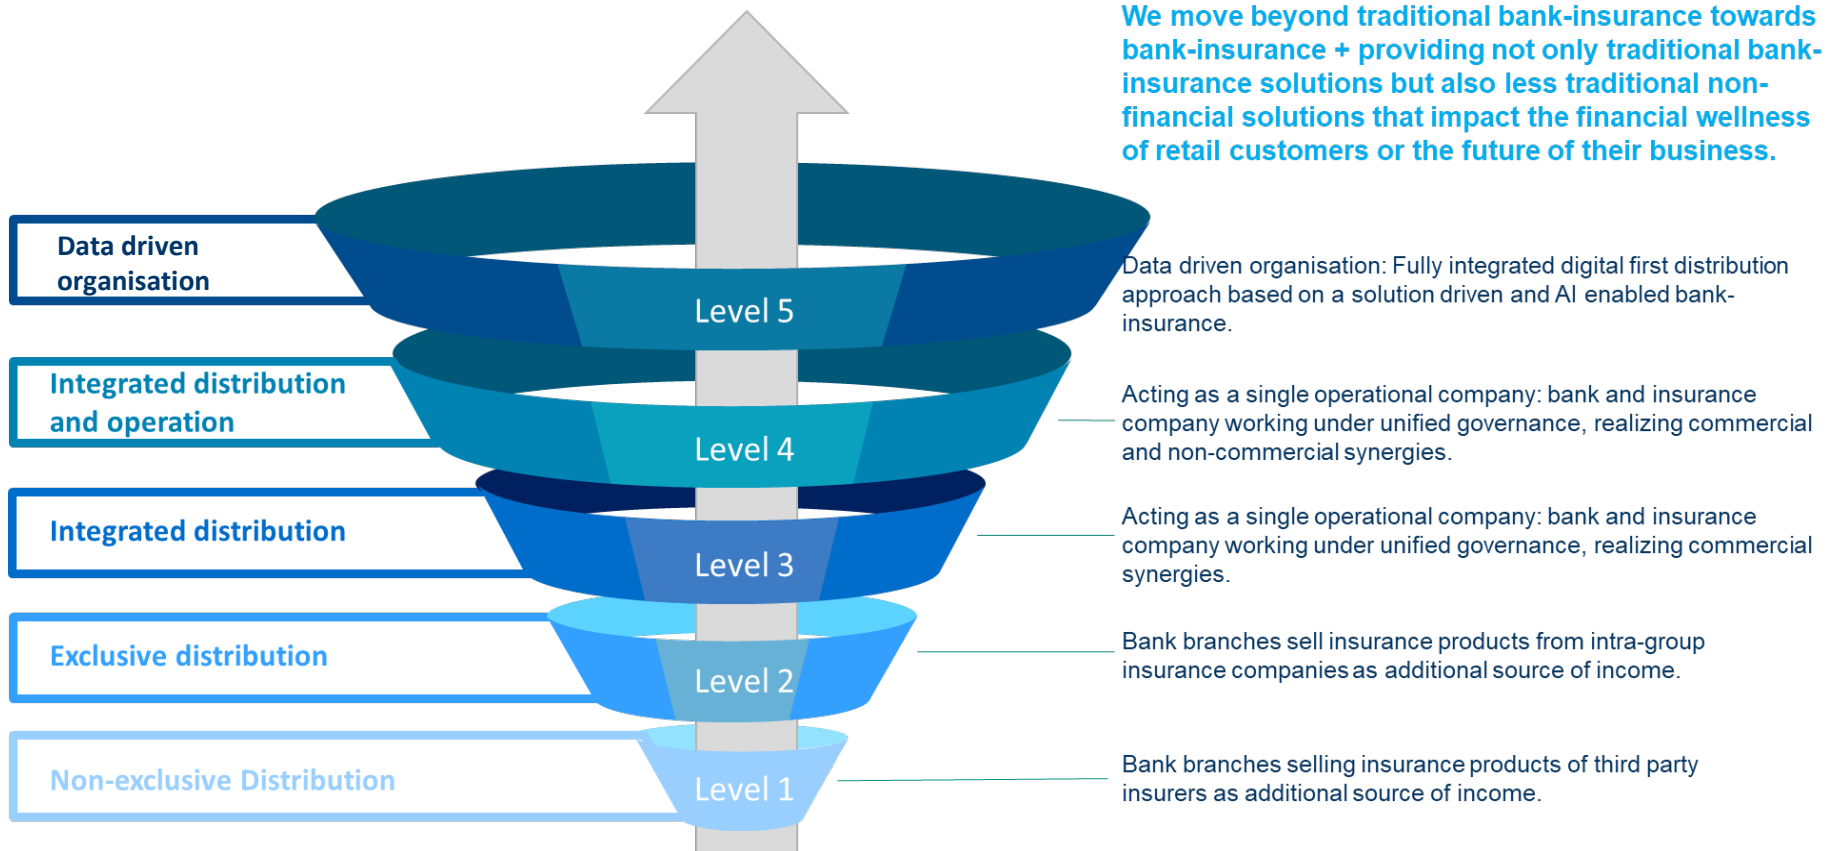 We move beyond traditional bank-insurance towards
bank-insurance + providing not only traditional bank-
insurance solutions but also less traditional non-
financial solutions that impact the financial wellness
of retail customers or the future of their business.
Data driven
organisation
Level 5
Data driven organisation: Fully integrated digital first distribution
approach based on a solution driven and AI enabled bank-
insurance.
Integrated distribution
and operation
Level 4
Acting as a single operational company: bank and insurance
company working under unified governance, realizing commercial
and non-commercial synergies.
Integrated distribution
Level 3
Acting as a single operational company: bank and insurance
company working under unified governance, realizing commercial
synergies.
Exclusive distribution
Level 2
Bank branches sell insurance products from intra-group
insurance companies as additional source of income.
Non-exclusive Distribution
Level 1
Bank branches selling insurance products of third party
insurers as additional source of income.